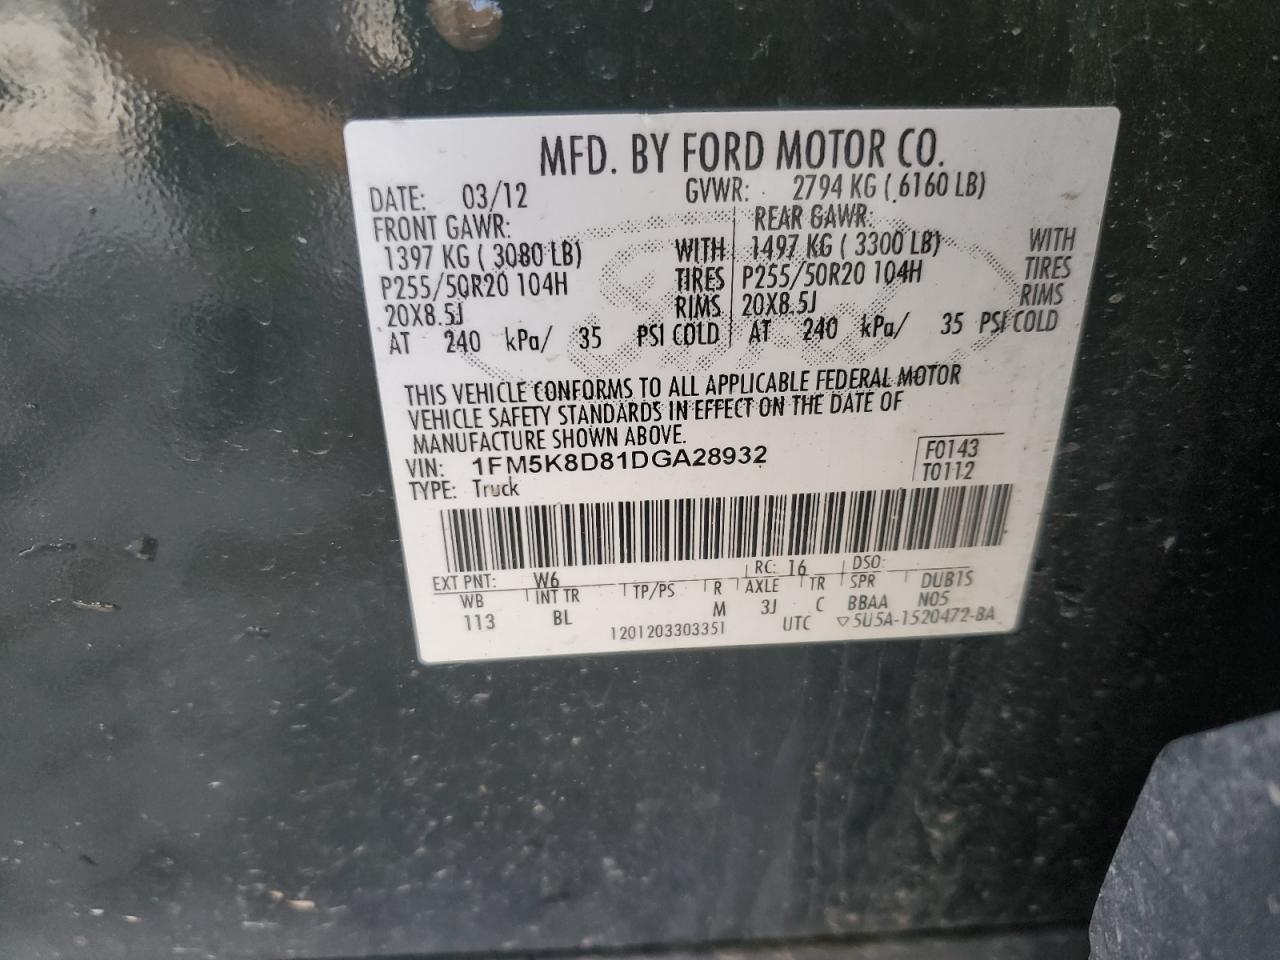 MFD. BY FORD MOTOR CO.
DATE: 03/12 GVWR: 2794 KG ( 6160 LB)
FRONT GAWR: REAR GAWR:
1397 KG ( 3080 LB) WITH 1497 KG ( 3300 LB) WITH
P255/50R20 104H TIRES P255/50R20 104H TIRES
20X8.5J RIMS 20X8.5J RIMS
AT 240 kPa/ 35 PSI COLD AT 240 kPa/ 35 PSI COLD
THIS VEHICLE CONFORMS TO ALL APPLICABLE FEDERAL MOTOR
VEHICLE SAFETY STANDARDS IN EFFECT ON THE DATE OF
MANUFACTURE SHOWN ABOVE.
VIN: 1FM5K8D81DGA28932 F0143
TYPE: Truck T0112
EXT PNT: W6 RC: 16 DSO:
WB INT TR TP/PS R AXLE TR SPR DUB1S
113 BL M 3J C BBAA N05
1201203303351 UTC ▽5U5A-1520472-BA